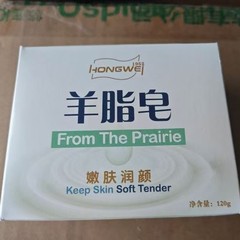 HONGWEI
羊脂皂
From The Prairie
嫩肤润颜
Keep Skin Soft Tender
净含量：120g